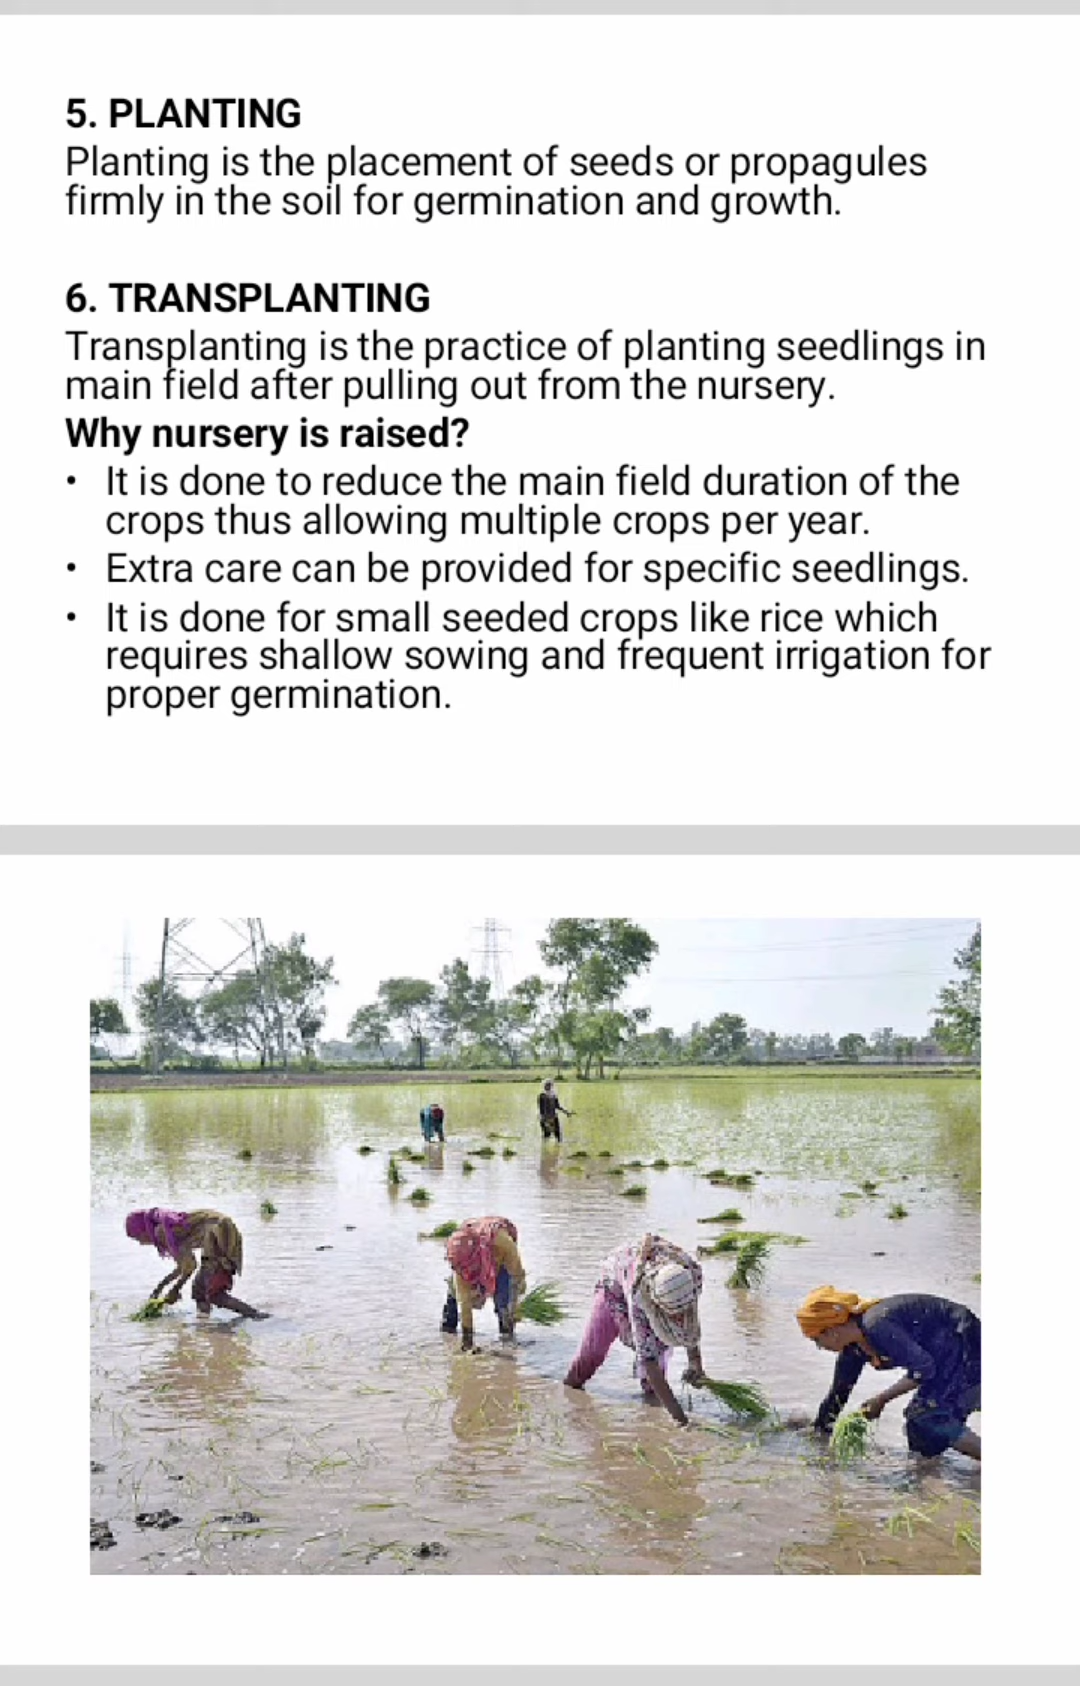 5. PLANTING
Planting is the placement of seeds or propagules
firmly in the soil for germination and growth.
6. TRANSPLANTING
Transplanting is the practice of planting seedlings in
main field after pulling out from the nursery.
Why nursery is raised?
• It is done to reduce the main field duration of the
crops thus allowing multiple crops per year.
• Extra care can be provided for specific seedlings.
• It is done for small seeded crops like rice which
requires shallow sowing and frequent irrigation for
proper germination.